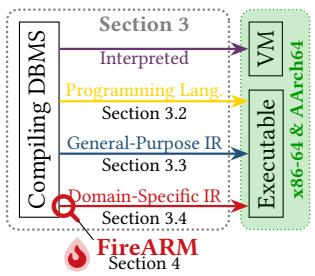 Section 3
Compiling DBMS
Interpreted
VM
Programming Lang.
Section 3.2
General-Purpose IR
Section 3.3
Domain-Specific IR
Section 3.4
Executable
x86-64 & AArch64
FireARM
Section 4